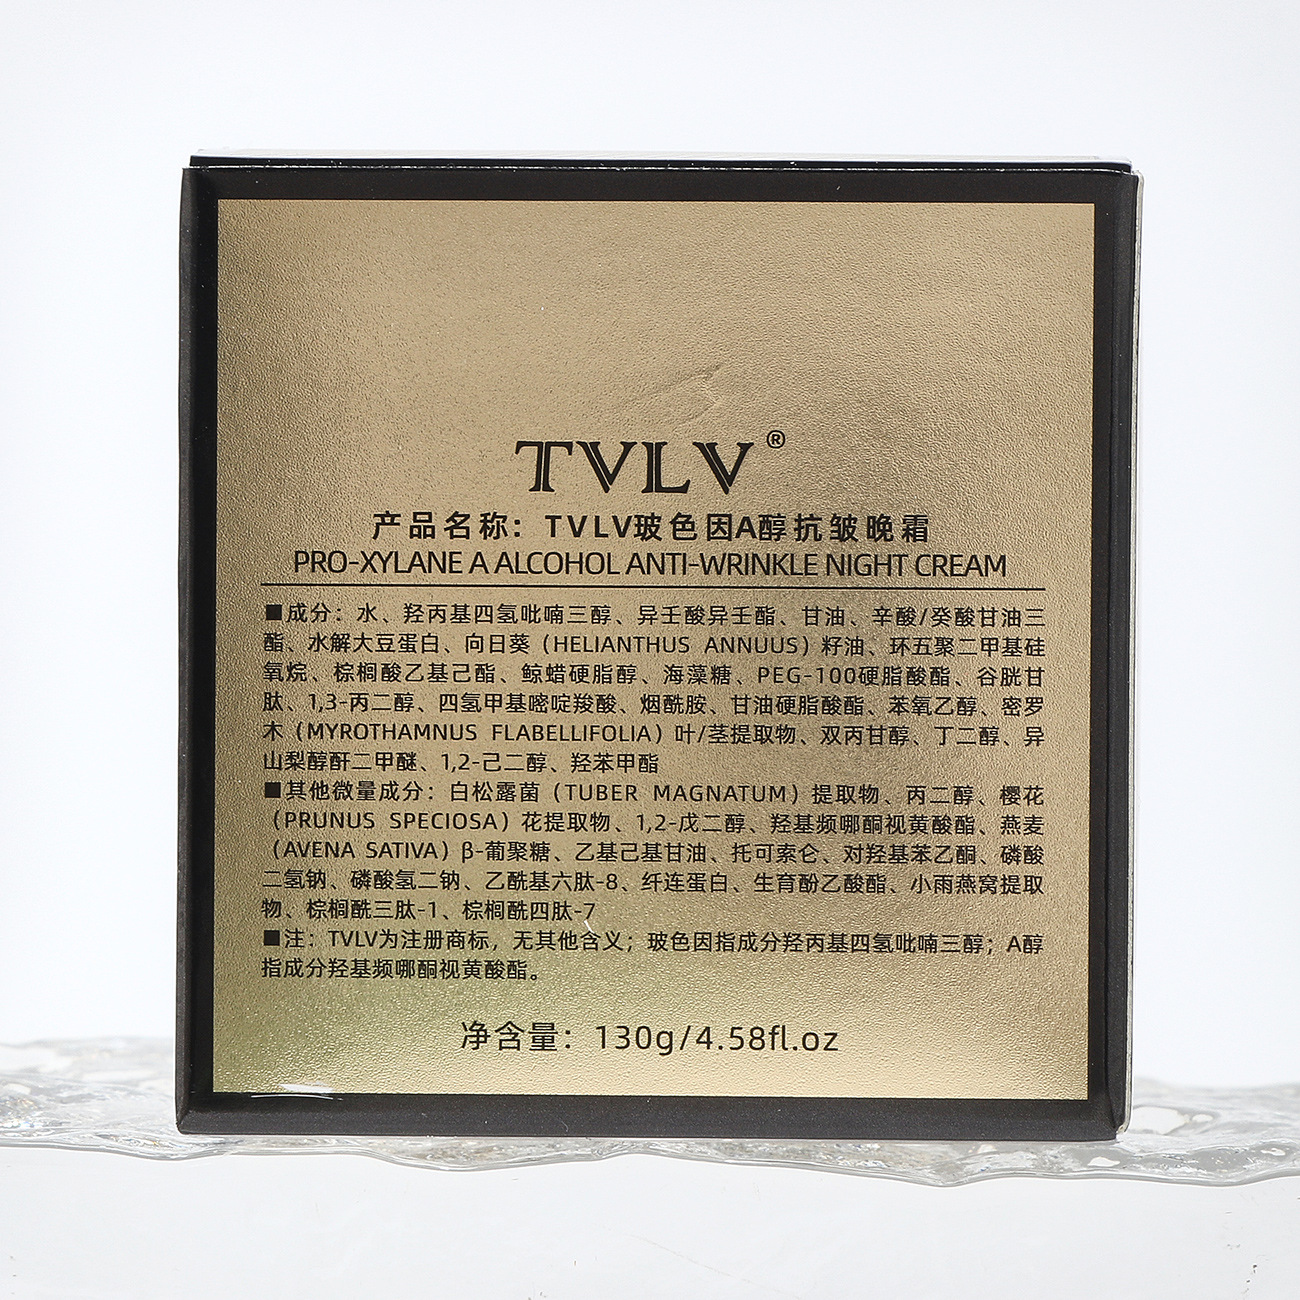 TVLV®
产品名称：TVLV玻色因A醇抗皱晚霜
PRO-XYLANE A ALCOHOL ANTI-WRINKLE NIGHT CREAM
■成分：水、羟丙基四氢吡喃三醇、异壬酸异壬酯、甘油、辛酸/癸酸甘油三
酯、水解大豆蛋白、向日葵（HELIANTHUS ANNUUS）籽油、环五聚二甲基硅
氧烷、棕榈酸乙基己酯、鲸蜡硬脂醇、海藻糖、PEG-100硬脂酸酯、谷胱甘
肽、1,3-丙二醇、四氢甲基嘧啶羧酸、烟酰胺、甘油硬脂酸酯、苯氧乙醇、密罗
木（MYROTHAMNUS FLABELLIFOLIA）叶/茎提取物、双丙甘醇、丁二醇、异
山梨醇酐二甲醚、1,2-己二醇、羟苯甲酯
■其他微量成分：白松露菌（TUBER MAGNATUM）提取物、丙二醇、樱花
（PRUNUS SPECIOSA）花提取物、1,2-戊二醇、羟基频哪酮视黄酸酯、燕麦
（AVENA SATIVA）β-葡聚糖、乙基己基甘油、托可索仑、对羟基苯乙酮、磷酸
二氢钠、磷酸氢二钠、乙酰基六肽-8、纤连蛋白、生育酚乙酸酯、小雨燕窝提取
物、棕榈酰三肽-1、棕榈酰四肽-7
■注：TVLV为注册商标，无其他含义；玻色因指成分羟丙基四氢吡喃三醇；A醇
指成分羟基频哪酮视黄酸酯。
净含量：130g/4.58fl.oz